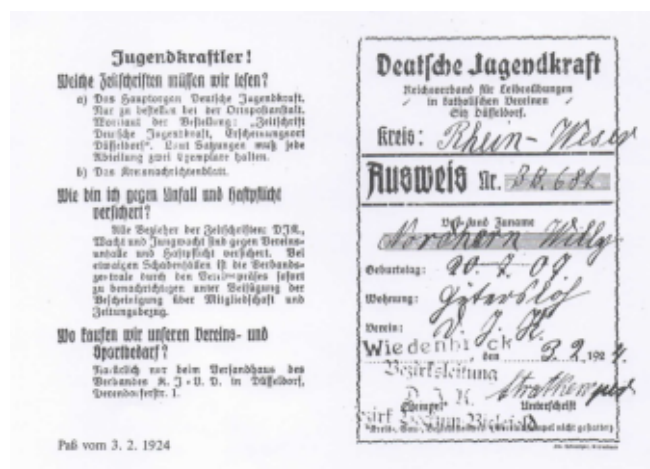 Jugendkraftler!
Welche Zeitschriften müssen wir lesen?
a) Das Hauptorgan Deutsche Jugendkraft.
Nur zu bestellen bei der Ortspostanstalt.
Wortlaut der Bestellung: „Zeitschrift
Deutsche Jugendkraft, Erscheinungsort
Düsseldorf“. Laut Satzungen muß jede
Abteilung zwei Exemplare halten.
b) Das Kreisnachrichtenblatt.
Wie bin ich gegen Unfall und Haftpflicht
versichert?
Alle Bezieher der Zeitschriften: DJK.,
Wacht und Jungwacht sind gegen Vereins-
unfälle und Haftpflicht versichert. Bei
etwaigen Schadenfällen ist die Verbands-
zentrale durch den Vereinspräses sofort
zu benachrichtigen unter Beifügung der
Bescheinigung über Mitgliedschaft und
Zeitungsbezug.
Wo kaufen wir unseren Vereins- und
Sportbedarf?
Natürlich nur beim Versandhaus des
Verbandes K. J. V. D. in Düsseldorf,
Derendorferstr. 1.
Paß vom 3. 2. 1924
Deutsche Jugendkraft
Reichsverband für Leibesübungen
in katholischen Vereinen
Sitz Düsseldorf.
Kreis: Rhein-Weser
Ausweis Nr. 681
Vor- und Zuname
Nordhorn Willy
Geburtstag: 20. 7. 07
Wohnung: Gütersloh
Verein: D. J. K.
Wiedenbrück, den 3. 2. 1924.
Bezirksleitung
D. J. K.
Stempel Unterschrift
Bielefeld